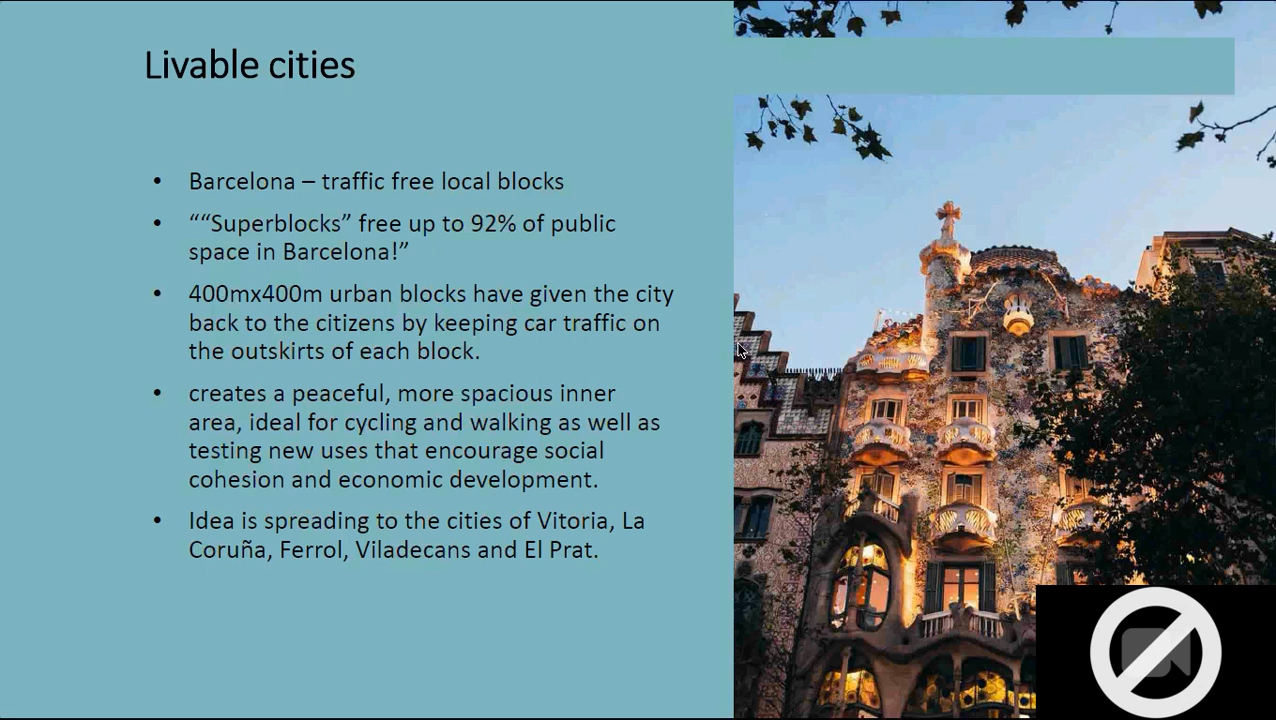 Livable cities
• Barcelona – traffic free local blocks
• ““Superblocks” free up to 92% of public
space in Barcelona!”
• 400mx400m urban blocks have given the city
back to the citizens by keeping car traffic on
the outskirts of each block.
• creates a peaceful, more spacious inner
area, ideal for cycling and walking as well as
testing new uses that encourage social
cohesion and economic development.
• Idea is spreading to the cities of Vitoria, La
Coruña, Ferrol, Viladecans and El Prat.